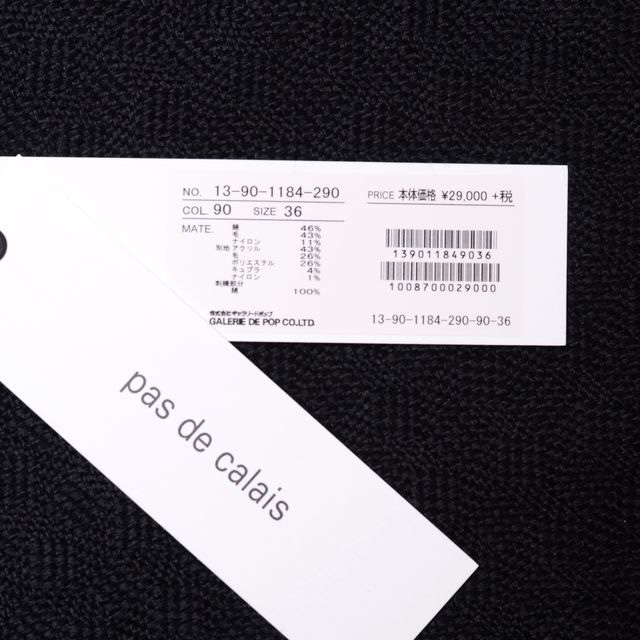 NO. 13-90-1184-290
COL. 90 SIZE 36
MATE. 綿 46%
毛 43%
ナイロン 11%
別地 アクリル 43%
毛 26%
ポリエステル 26%
キュプラ 4%
ナイロン 1%
刺繍部分
綿 100%
株式会社ギャラリードポップ
GALERIE DE POP CO.LTD.
PRICE 本体価格 ¥29,000 +税
139011849036
1008700029000
13-90-1184-290-90-36
pas de calais